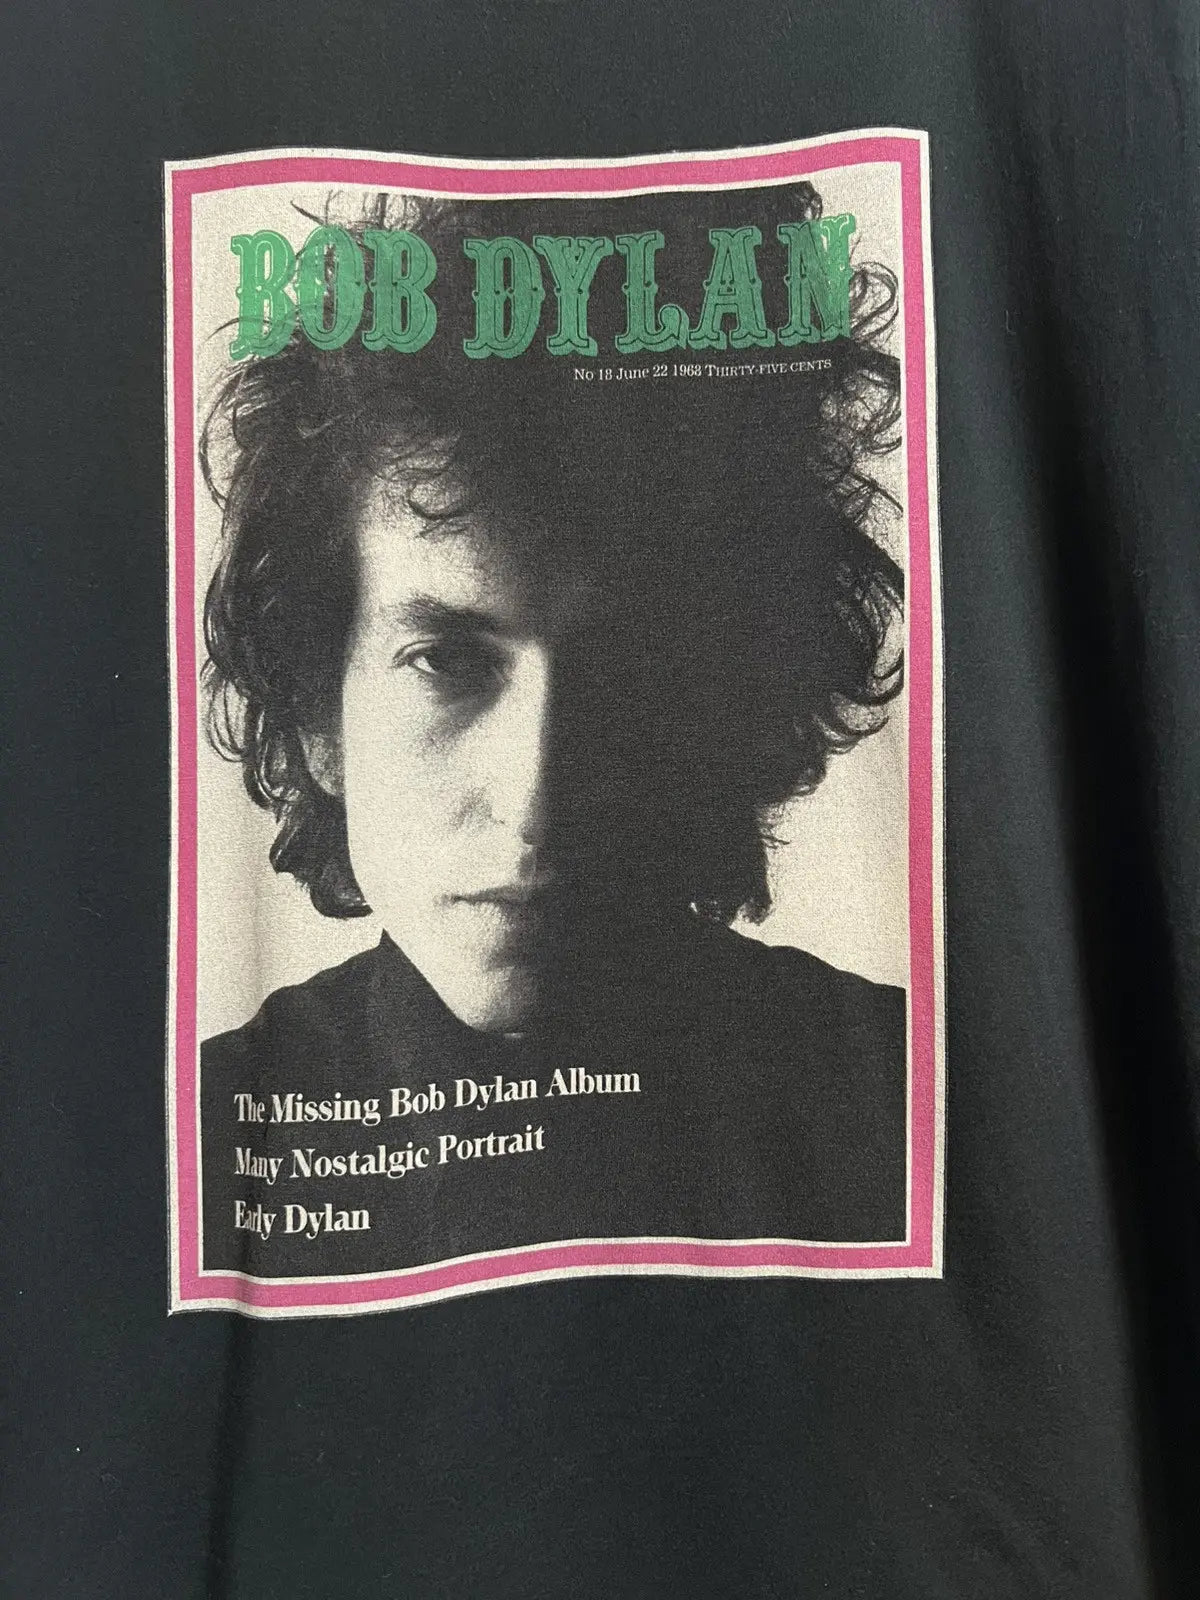 BOB DYLAN
No 18 June 22 1968 THIRTY-FIVE CENTS
The Missing Bob Dylan Album
Many Nostalgic Portrait
Early Dylan